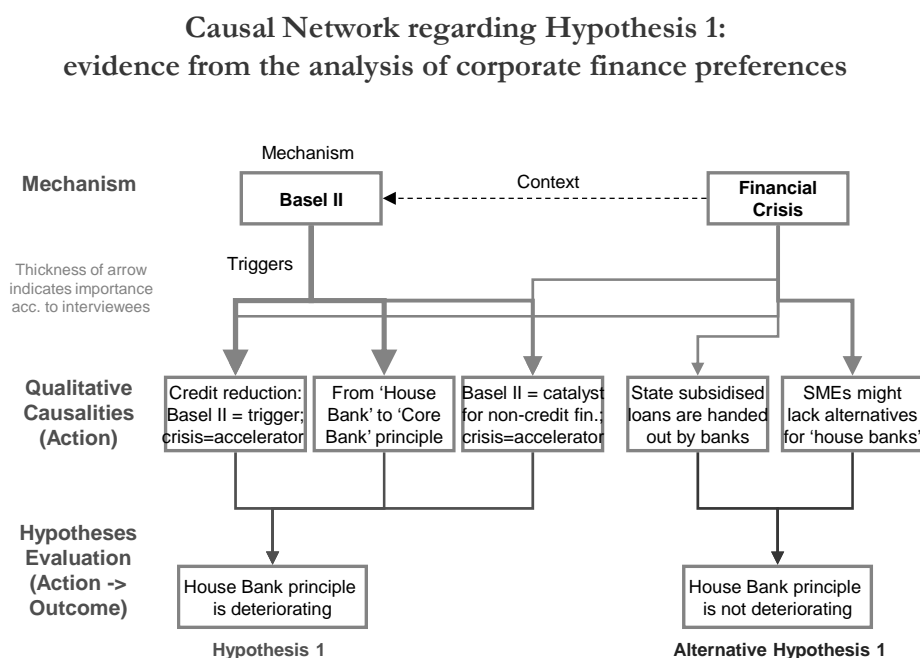 Causal Network regarding Hypothesis 1:
evidence from the analysis of corporate finance preferences
Mechanism
Mechanism
Basel II
Context
Financial
Crisis
Thickness of arrow
indicates importance
acc. to interviewees
Triggers
Qualitative
Causalities
(Action)
Credit reduction:
Basel II = trigger;
crisis=accelerator
From ‘House
Bank’ to ‘Core
Bank’ principle
Basel II = catalyst
for non-credit fin.;
crisis=accelerator
State subsidised
loans are handed
out by banks
SMEs might
lack alternatives
for ‘house banks’
Hypotheses
Evaluation
(Action ->
Outcome)
House Bank principle
is deteriorating
House Bank principle
is not deteriorating
Hypothesis 1
Alternative Hypothesis 1